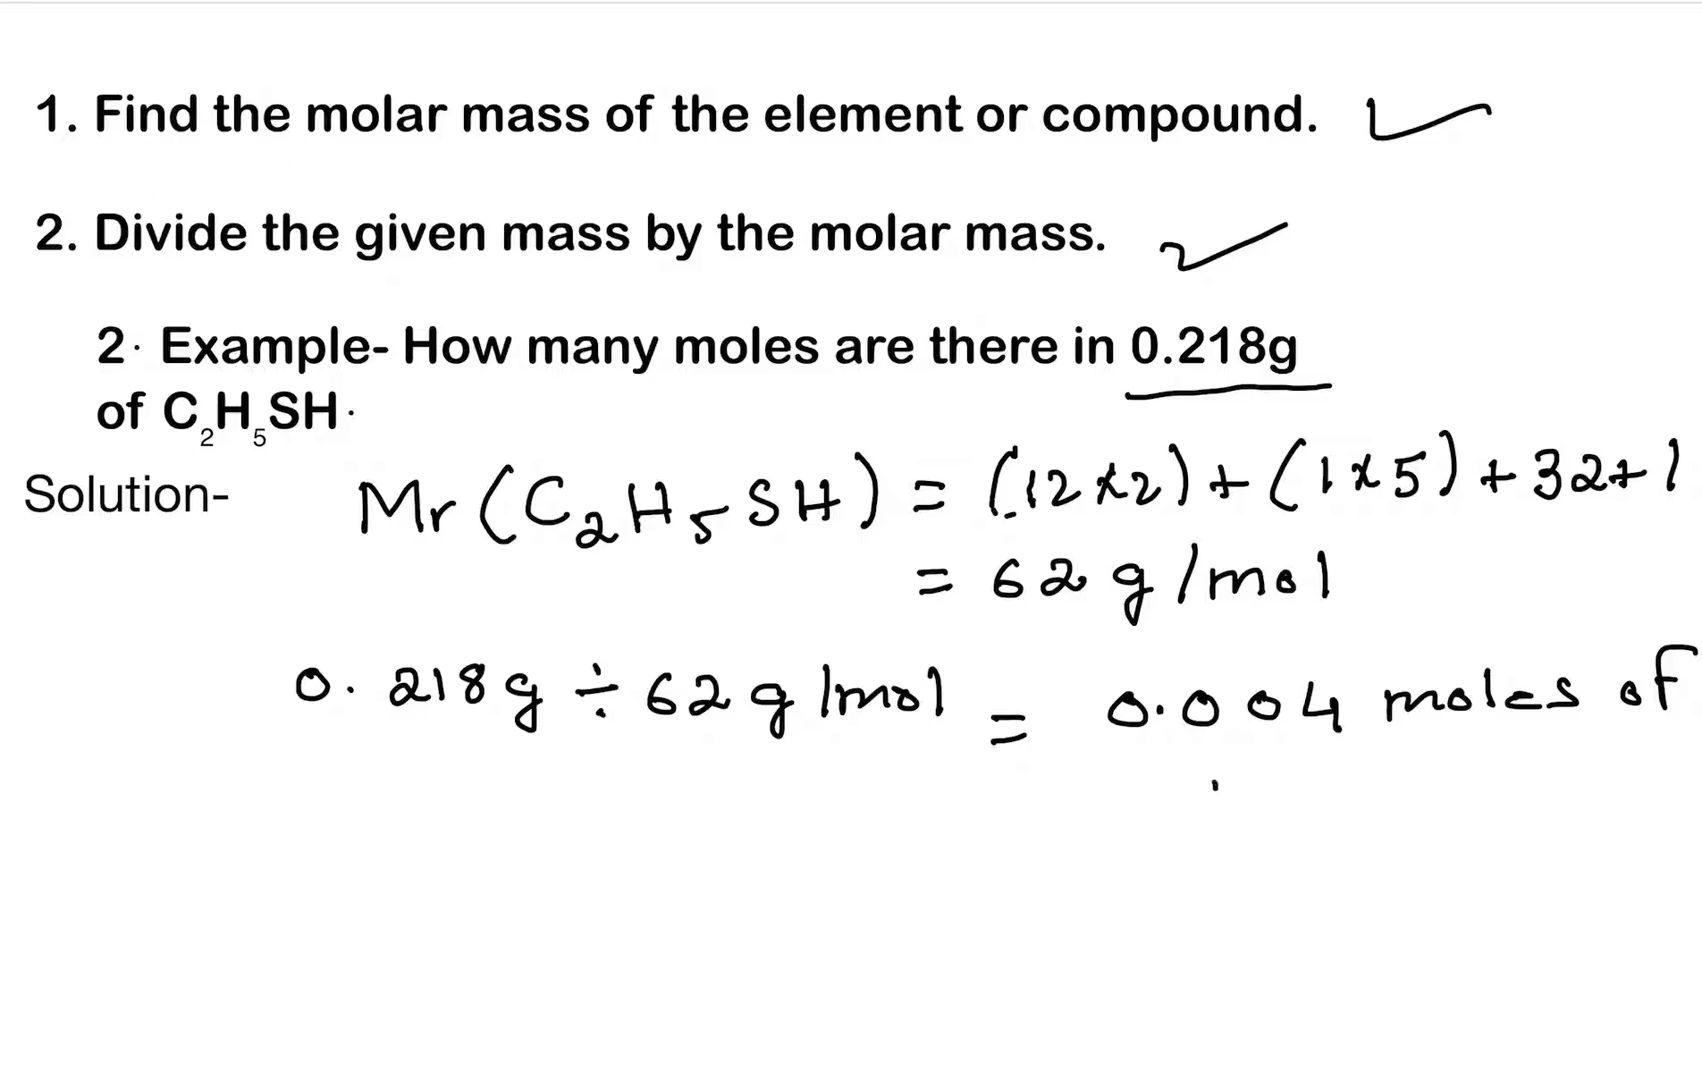 1. Find the molar mass of the element or compound.
2. Divide the given mass by the molar mass.
2. Example- How many moles are there in 0.218g
of C₂H₅SH.
Solution- Mr (C₂H₅SH) = (12×2) + (1×5) + 32+1
= 62 g/mol
0.218g ÷ 62 g/mol = 0.004 moles of